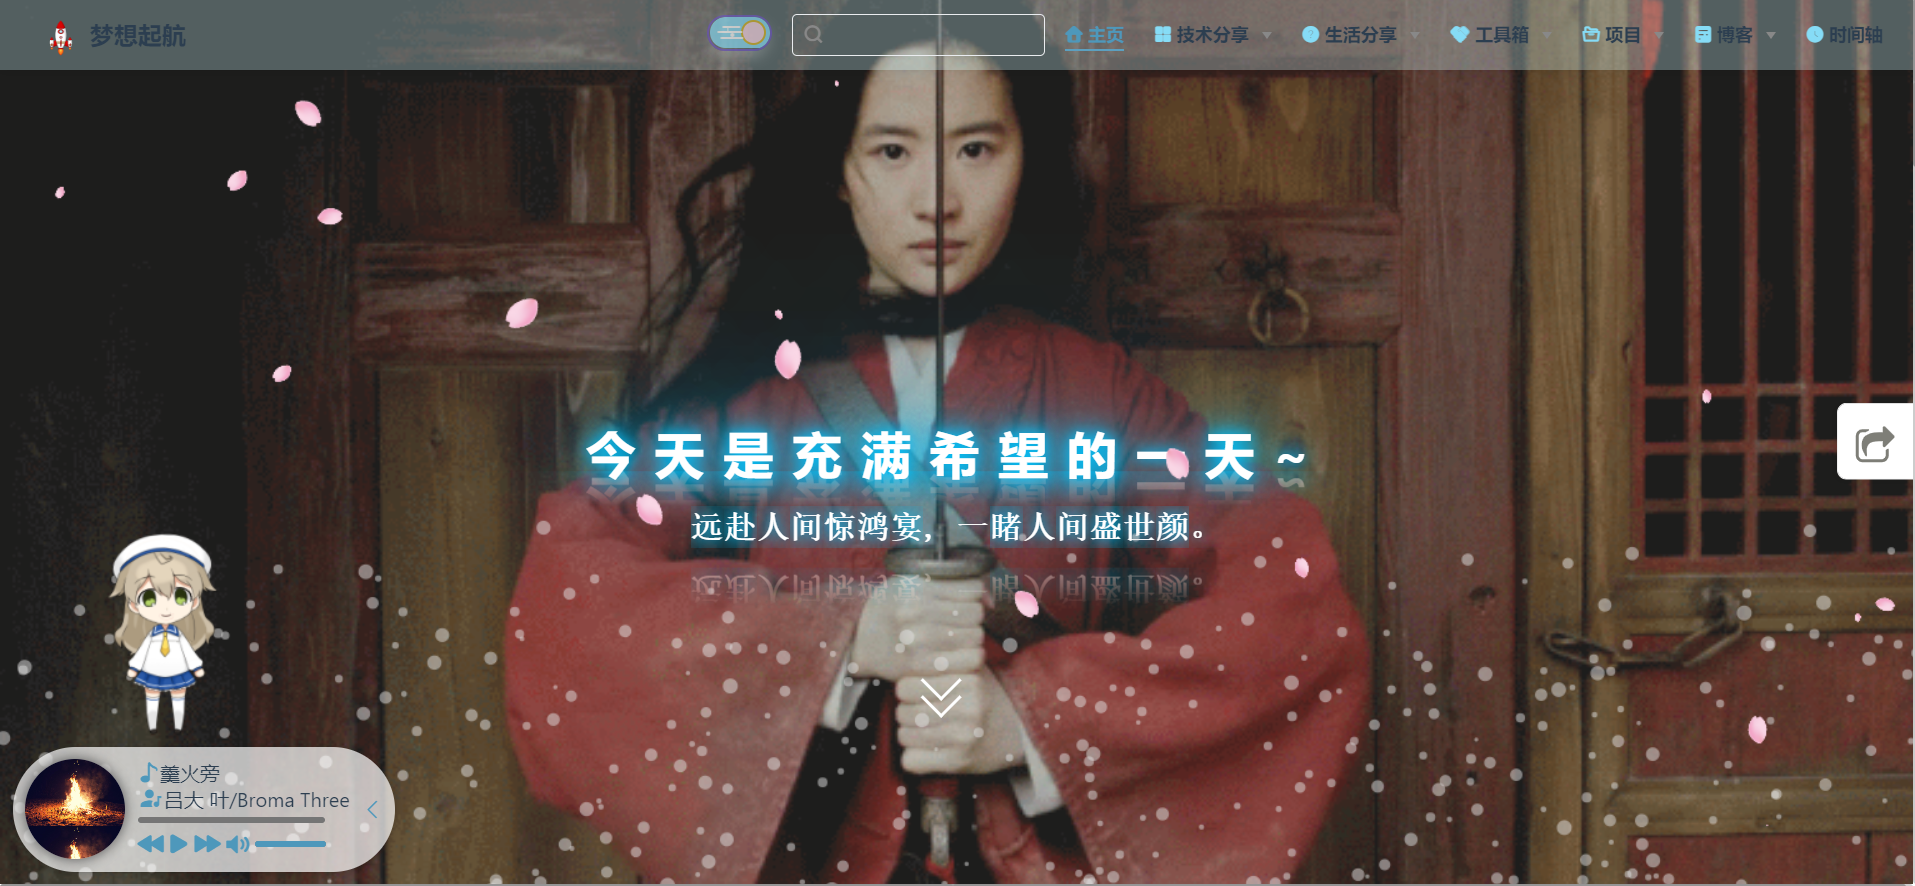 梦想起航
主页 技术分享 生活分享 工具箱 项目 博客 时间轴
今天是充满希望的一天~
远赴人间惊鸿宴，一睹人间盛世颜。
羹火旁
吕大叶/Broma Three